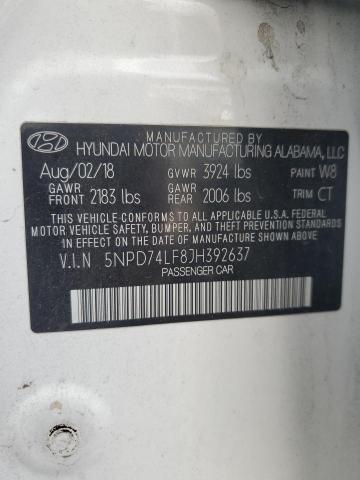 MANUFACTURED BY
HYUNDAI MOTOR MANUFACTURING ALABAMA, LLC
Aug/02/18 GVWR 3924 lbs PAINT W8
GAWR FRONT 2183 lbs GAWR REAR 2006 lbs TRIM CT
THIS VEHICLE CONFORMS TO ALL APPLICABLE U.S.A. FEDERAL
MOTOR VEHICLE SAFETY, BUMPER, AND THEFT PREVENTION
STANDARDS IN EFFECT ON THE DATE OF MANUFACTURE SHOWN ABOVE.
V.I.N 5NPD74LF8JH392637
PASSENGER CAR